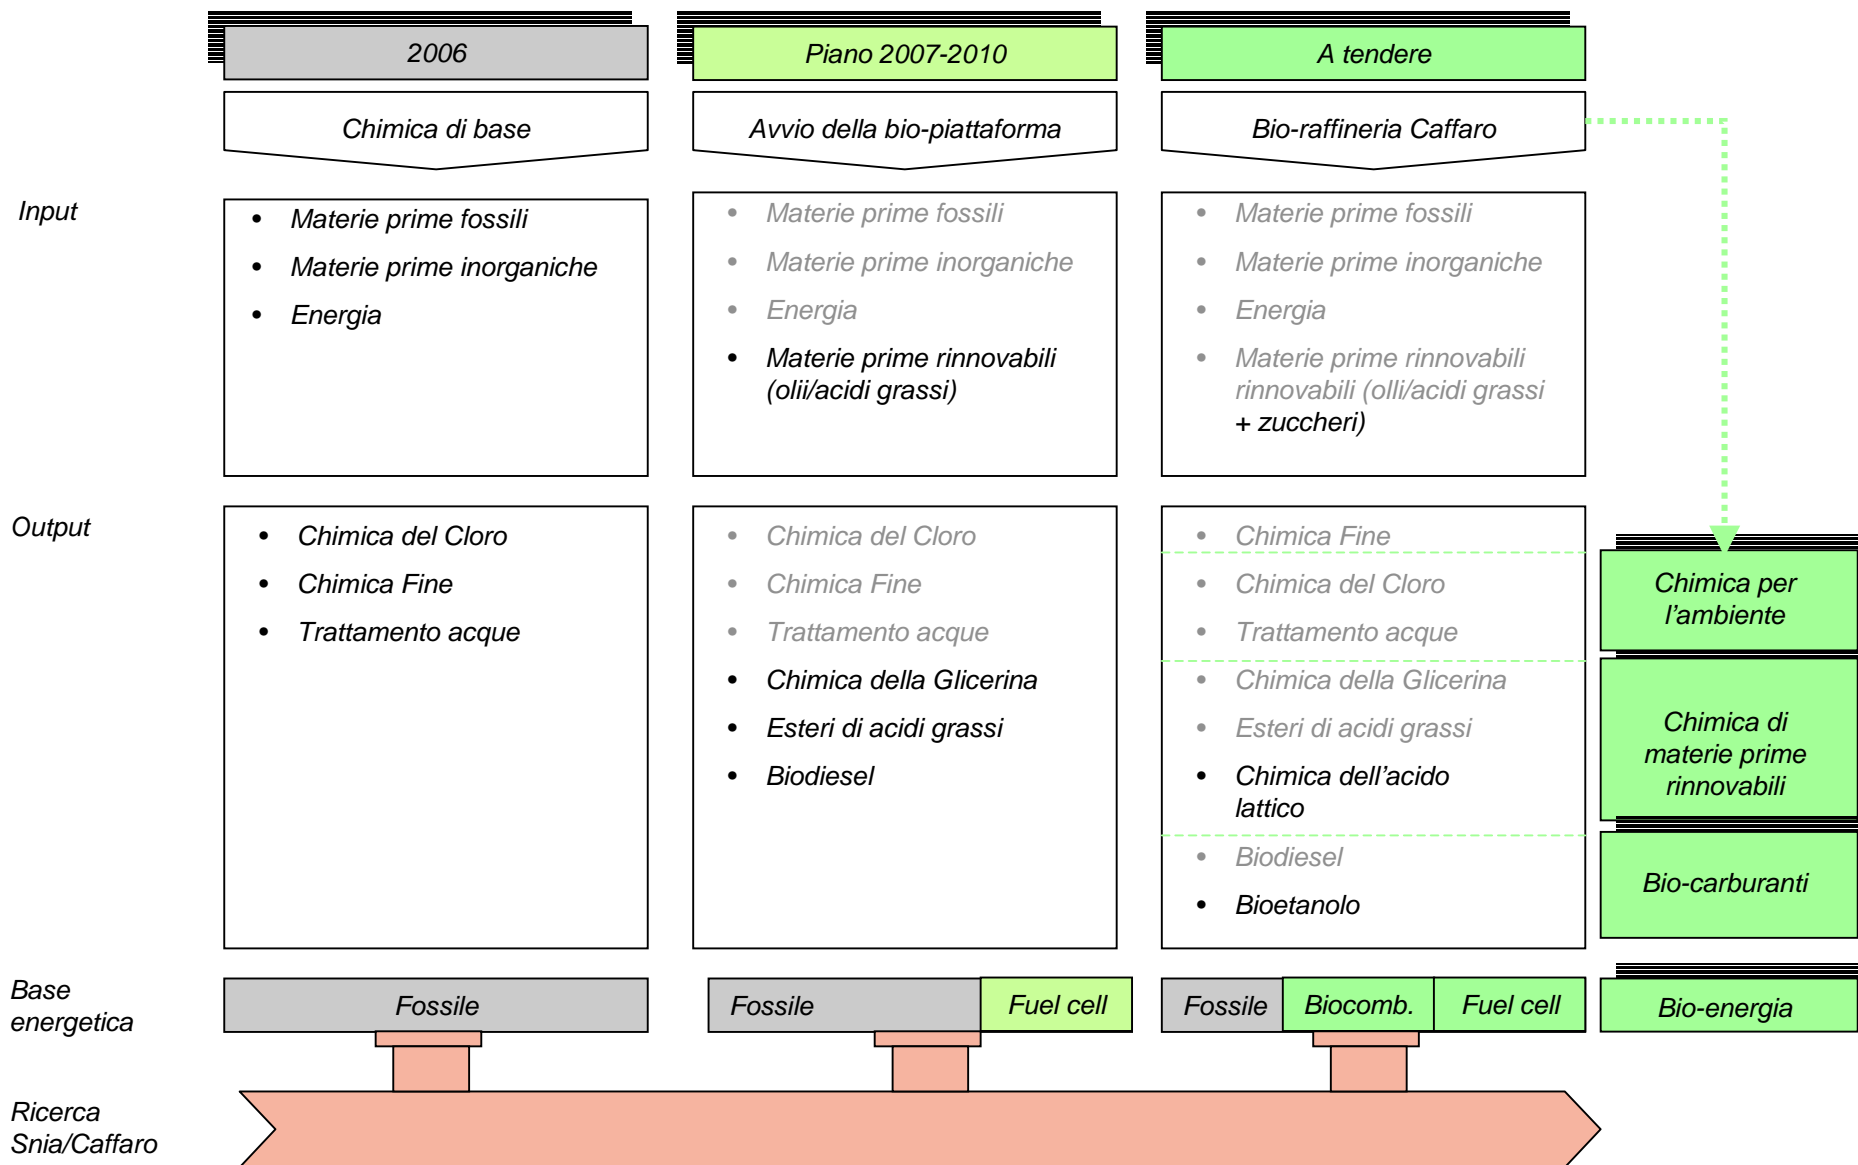 2006
Piano 2007-2010
A tendere
Chimica di base
Avvio della bio-piattaforma
Bio-raffineria Caffaro
Input
• Materie prime fossili
• Materie prime inorganiche
• Energia
• Materie prime fossili
• Materie prime inorganiche
• Energia
• Materie prime rinnovabili
(olii/acidi grassi)
• Materie prime fossili
• Materie prime inorganiche
• Energia
• Materie prime rinnovabili
rinnovabili (olli/acidi grassi
+ zuccheri)
Output
• Chimica del Cloro
• Chimica Fine
• Trattamento acque
• Chimica del Cloro
• Chimica Fine
• Trattamento acque
• Chimica della Glicerina
• Esteri di acidi grassi
• Biodiesel
• Chimica Fine
• Chimica del Cloro
• Trattamento acque
• Chimica della Glicerina
• Esteri di acidi grassi
• Chimica dell'acido
lattico
• Biodiesel
• Bioetanolo
Chimica per
l'ambiente
Chimica di
materie prime
rinnovabili
Bio-carburanti
Base
energetica
Fossile
Fossile
Fuel cell
Fossile
Biocomb.
Fuel cell
Bio-energia
Ricerca
Snia/Caffaro